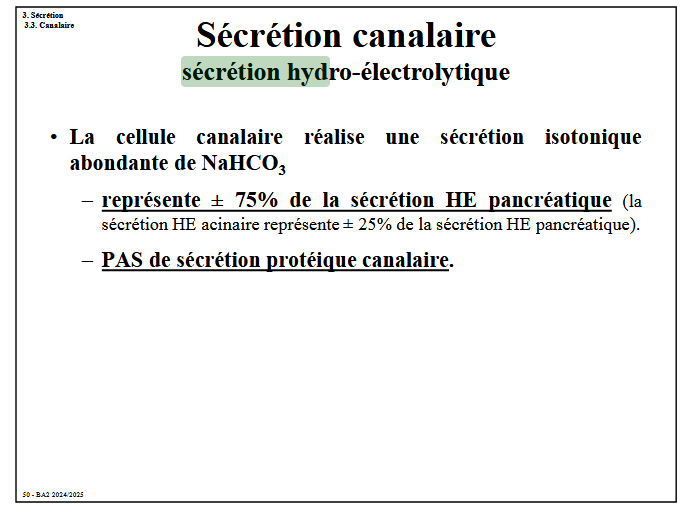 3. Sécrétion
3.3. Canalaire
Sécrétion canalaire
sécrétion hydro-électrolytique
• La cellule canalaire réalise une sécrétion isotonique
abondante de NaHCO₃
– représente ± 75% de la sécrétion HE pancréatique (la
sécrétion HE acinaire représente ± 25% de la sécrétion HE pancréatique).
– PAS de sécrétion protéique canalaire.
50 - BA2 2024/2025